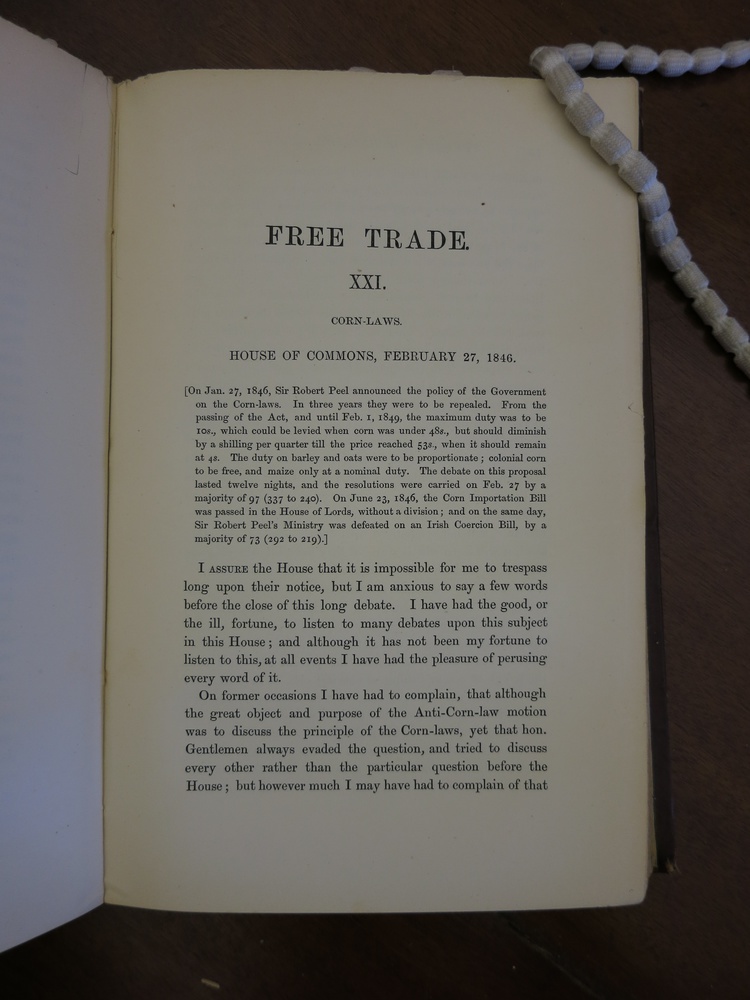 FREE TRADE.
XXI.
CORN-LAWS.
HOUSE OF COMMONS, FEBRUARY 27, 1846.
[On Jan. 27, 1846, Sir Robert Peel announced the policy of the Government
on the Corn-laws. In three years they were to be repealed. From the
passing of the Act, and until Feb. 1, 1849, the maximum duty was to be
10s., which could be levied when corn was under 48s., but should diminish
by a shilling per quarter till the price reached 53s., when it should remain
at 4s. The duty on barley and oats were to be proportionate; colonial corn
to be free, and maize only at a nominal duty. The debate on this proposal
lasted twelve nights, and the resolutions were carried on Feb. 27 by a
majority of 97 (337 to 240). On June 23, 1846, the Corn Importation Bill
was passed in the House of Lords, without a division; and on the same day,
Sir Robert Peel's Ministry was defeated on an Irish Coercion Bill, by a
majority of 73 (292 to 219).]
I ASSURE the House that it is impossible for me to trespass
long upon their notice, but I am anxious to say a few words
before the close of this long debate. I have had the good, or
the ill, fortune, to listen to many debates upon this subject
in this House; and although it has not been my fortune to
listen to this, at all events I have had the pleasure of perusing
every word of it.
On former occasions I have had to complain, that although
the great object and purpose of the Anti-Corn-law motion
was to discuss the principle of the Corn-laws, yet that hon.
Gentlemen always evaded the question, and tried to discuss
every other rather than the particular question before the
House; but however much I may have had to complain of that